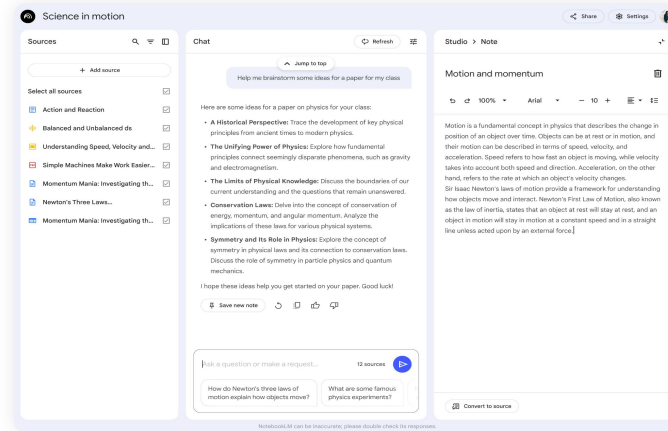 Science in motion
Share
Settings
Sources
+ Add source
Select all sources
Action and Reaction
Balanced and Unbalanced ds
Understanding Speed, Velocity and...
Simple Machines Make Work Easier...
Momentum Mania: Investigating th...
Newton's Three Laws...
Momentum Mania: Investigating th...
Chat
Refresh
Jump to top
Help me brainstorm some ideas for a paper for my class
Here are some ideas for a paper on physics for your class:
• A Historical Perspective: Trace the development of key physical
principles from ancient times to modern physics.
• The Unifying Power of Physics: Explore how fundamental
principles connect seemingly disparate phenomena, such as gravity
and electromagnetism.
• The Limits of Physical Knowledge: Discuss the boundaries of our
current understanding and the questions that remain unanswered.
• Conservation Laws: Delve into the concept of conservation of
energy, momentum, and angular momentum. Analyze the
implications of these laws for various physical systems.
• Symmetry and Its Role in Physics: Explore the concept of
symmetry in physical laws and its connection to conservation laws.
Discuss the role of symmetry in particle physics and quantum
mechanics.
I hope these ideas help you get started on your paper. Good luck!
Save new note
Ask a question or make a request...
12 sources
How do Newton's three laws of
motion explain how objects move?
What are some famous
physics experiments?
Studio > Note
Motion and momentum
100%
Arial
− 10 +
Motion is a fundamental concept in physics that describes the change in
position of an object over time. Objects can be at rest or in motion, and
their motion can be described in terms of speed, velocity, and
acceleration. Speed refers to how fast an object is moving, while velocity
takes into account both speed and direction. Acceleration, on the other
hand, refers to the rate at which an object's velocity changes.
Sir Isaac Newton's laws of motion provide a framework for understanding
how objects move and interact. Newton's First Law of Motion, also known
as the law of inertia, states that an object at rest will stay at rest, and an
object in motion will stay in motion at a constant speed and in a straight
line unless acted upon by an external force.
Convert to source
NotebookLM can be inaccurate; please double check its responses.